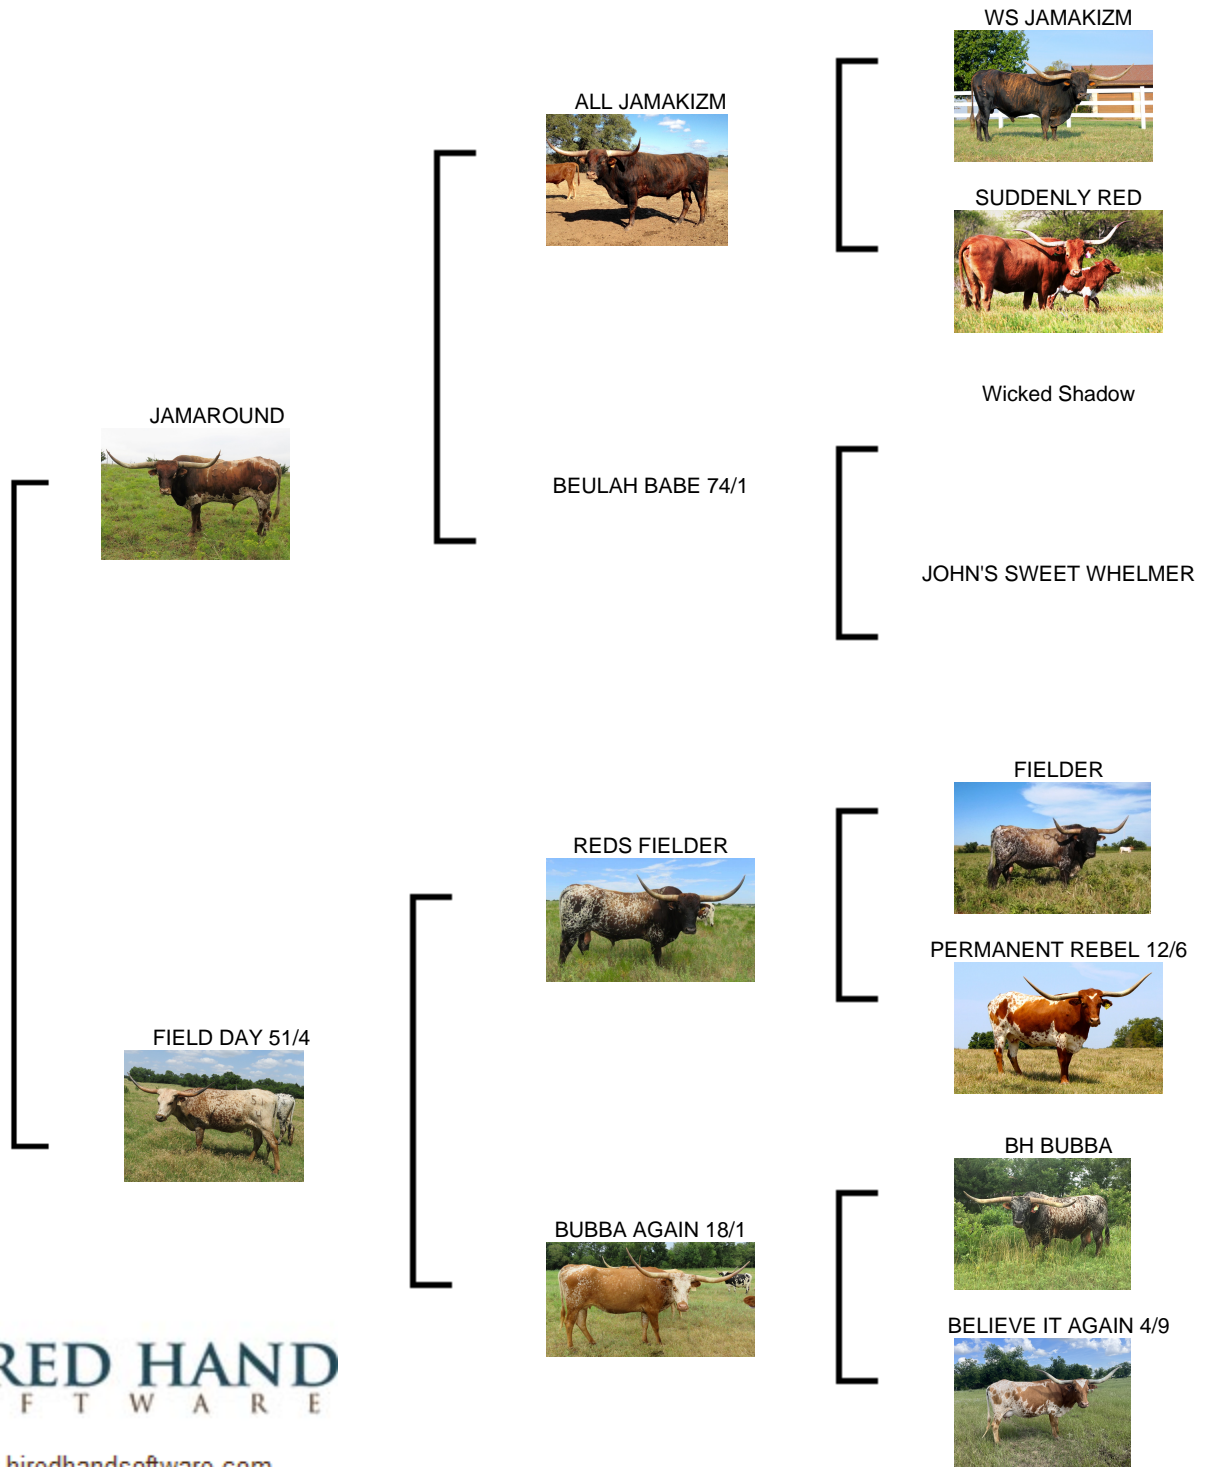 WS JAMAKIZM
ALL JAMAKIZM
SUDDENLY RED
Wicked Shadow
JAMAROUND
BEULAH BABE 74/1
JOHN'S SWEET WHELMER
FIELDER
REDS FIELDER
PERMANENT REBEL 12/6
FIELD DAY 51/4
BH BUBBA
BUBBA AGAIN 18/1
BELIEVE IT AGAIN 4/9
RED HAND
F T W A R E
hiredhandsoftware.com